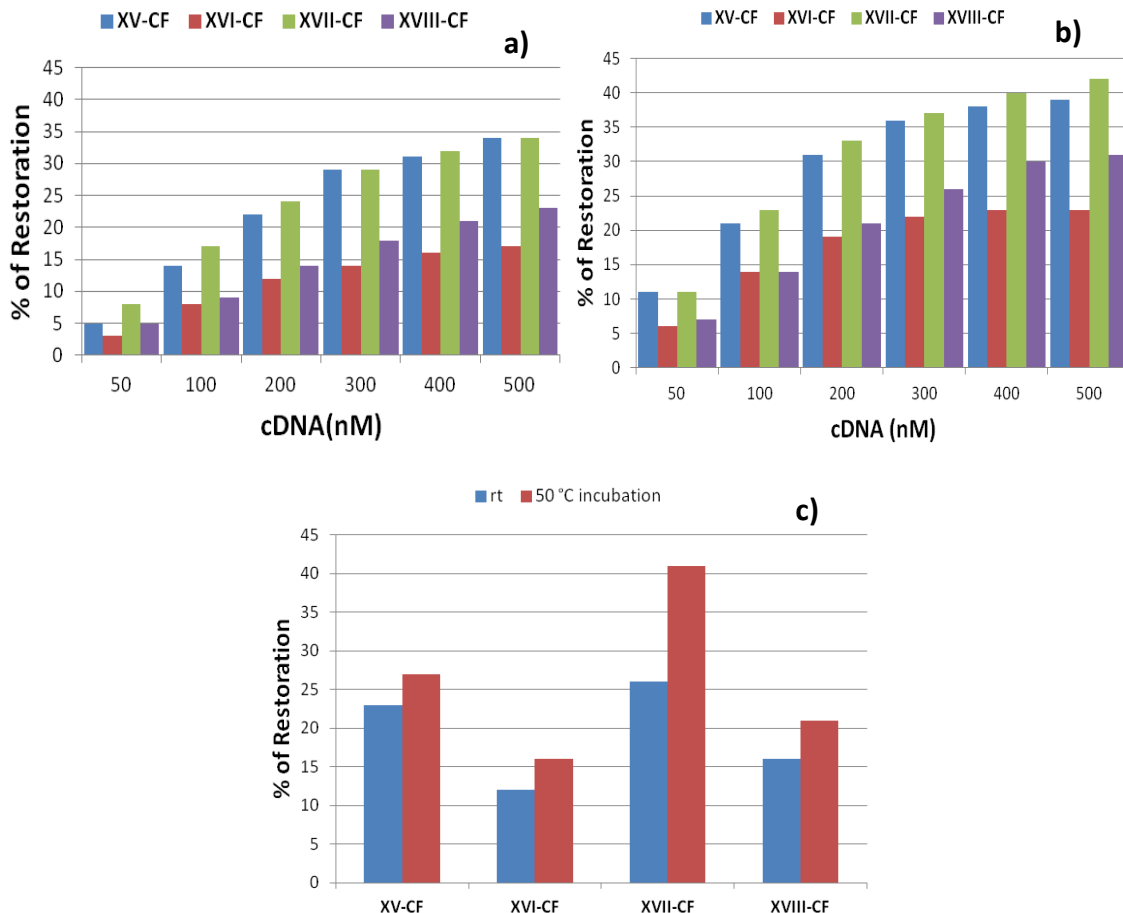 XV-CF XVI-CF XVII-CF XVIII-CF
a)
45
40
35
30
25
20
15
10
5
0
% of Restoration
50 100 200 300 400 500
cDNA(nM)
XV-CF XVI-CF XVII-CF XVIII-CF
b)
45
40
35
30
25
20
15
10
5
0
% of Restoration
50 100 200 300 400 500
cDNA (nM)
rt 50 °C incubation
c)
45
40
35
30
25
20
15
10
5
0
% of Restoration
XV-CF XVI-CF XVII-CF XVIII-CF